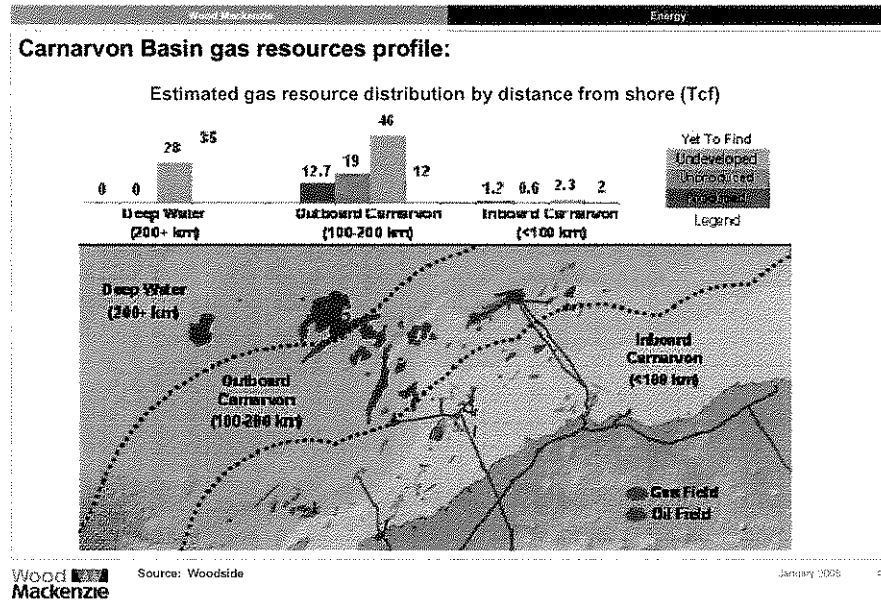 Wood Mackenzie
Energy
Carnarvon Basin gas resources profile:
Estimated gas resource distribution by distance from shore (Tcf)
0 0 28 35
12.7 19 46 12
1.2 0.6 2.3 2
Deep Water
(200+ km)
Outboard Carnarvon
(100-200 km)
Inboard Carnarvon
(<100 km)
Yet To Find
Undeveloped
Unproduced
Produced
Legend
Deep Water
(200+ km)
Outboard
Carnarvon
(100-200 km)
Inboard
Carnarvon
(<100 km)
Gas Field
Oil Field
Wood
Mackenzie
Source: Woodside